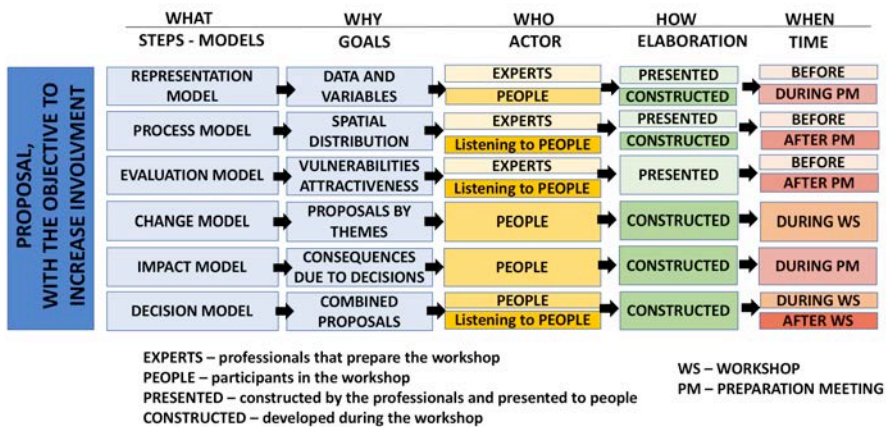 WHAT WHY WHO HOW WHEN
STEPS - MODELS GOALS ACTOR ELABORATION TIME
PROPOSAL,
WITH THE OBJECTIVE TO
INCREASE INVOLVMENT
REPRESENTATION
MODEL
DATA AND
VARIABLES
EXPERTS
PEOPLE
PRESENTED
CONSTRUCTED
BEFORE
DURING PM
PROCESS MODEL
SPATIAL
DISTRIBUTION
EXPERTS
Listening to PEOPLE
PRESENTED
CONSTRUCTED
BEFORE
AFTER PM
EVALUATION MODEL
VULNERABILITIES
ATTRACTIVENESS
EXPERTS
Listening to PEOPLE
PRESENTED
BEFORE
AFTER PM
CHANGE MODEL
PROPOSALS BY
THEMES
PEOPLE
CONSTRUCTED
DURING WS
IMPACT MODEL
CONSEQUENCES
DUE TO DECISIONS
PEOPLE
CONSTRUCTED
DURING PM
DECISION MODEL
COMBINED
PROPOSALS
PEOPLE
Listening to PEOPLE
CONSTRUCTED
DURING WS
AFTER WS
EXPERTS – professionals that prepare the workshop
PEOPLE – participants in the workshop
PRESENTED – constructed by the professionals and presented to people
CONSTRUCTED – developed during the workshop
WS – WORKSHOP
PM – PREPARATION MEETING